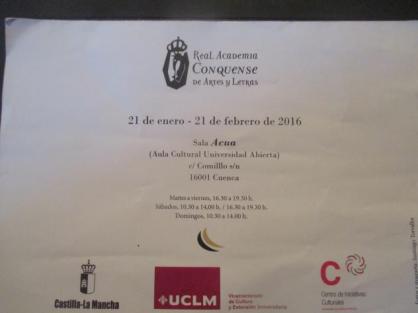 Real Academia
Conquense
de Artes y Letras
21 de enero - 21 de febrero de 2016
Sala Acua
(Aula Cultural Universidad Abierta)
c/ Comillo s/n
16001 Cuenca
Martes a viernes, 16.30 a 19.30 h.
Sábados, 10.30 a 14.00 h. / 16.30 a 19.30 h.
Domingos, 10.30 a 14.00 h.
Castilla-La Mancha
UCLM
Vicerrectorado
de Cultura
y Extensión Universitaria
C
Centro de Iniciativas
Culturales